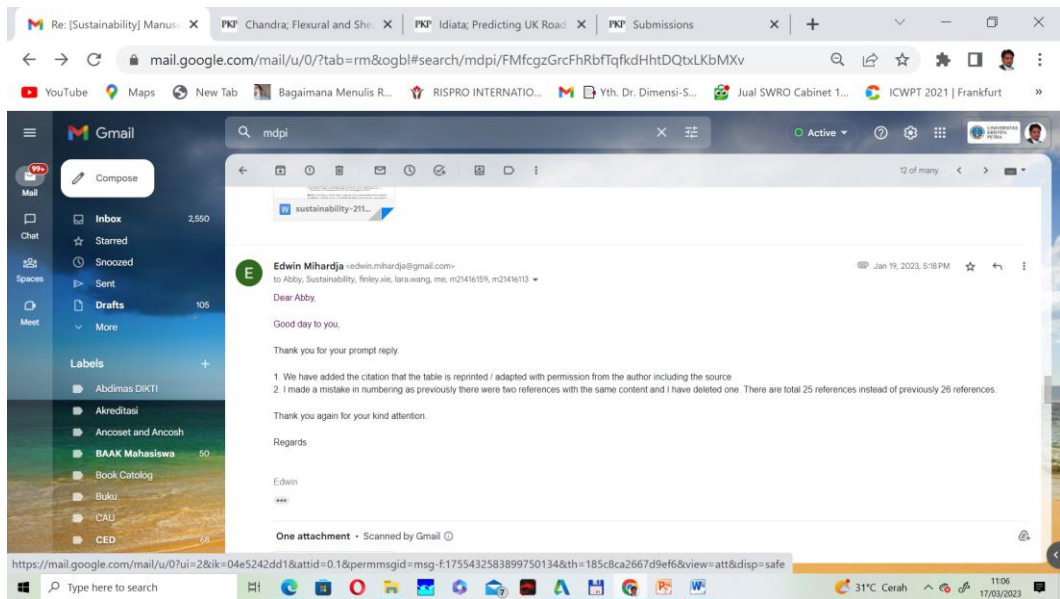 Re: [Sustainability] Manusc
Chandra; Flexural and She
Idiata; Predicting UK Road
Submissions
mail.google.com/mail/u/0/?tab=rm&ogbl#search/mdpi/FMfcgzGrcFhRbfTqfkdHhtDQtxLKbMXv
YouTube Maps New Tab Bagaimana Menulis R... RISPRO INTERNATIO... Yth. Dr. Dimensi-S... Jual SWRO Cabinet 1... ICWPT 2021 | Frankfurt »
Gmail
mdpi
Active
UNIVERSITAS KRISTEN PETRA
99+
Mail
Chat
Spaces
Meet
Compose
Inbox 2,550
Starred
Snoozed
Sent
Drafts 105
More
Labels +
Abdimas DIKTI
Akreditasi
Ancoset and Ancosh
BAAK Mahasiswa 50
Book Catolog
Buku
CAU
CED 68
12 of many
W sustainability-211...
E
Edwin Mihardja <edwin.mihardja@gmail.com>
Jan 19, 2023, 5:18 PM
to Abby, Sustainability, finley.xie, lara.wang, me, m21416159, m21416113
Dear Abby,
Good day to you,
Thank you for your prompt reply.
1. We have added the citation that the table is reprinted / adapted with permission from the author including the source
2. I made a mistake in numbering as previously there were two references with the same content and I have deleted one. There are total 25 references instead of previously 26 references.
Thank you again for your kind attention.
Regards
Edwin
One attachment • Scanned by Gmail
https://mail.google.com/mail/u/0?ui=2&ik=04e5242dd1&attid=0.1&permmsgid=msg-f:1755432583899750134&th=185c8ca2667d9ef6&view=att&disp=safe
Type here to search
31°C Cerah
11:06
17/03/2023